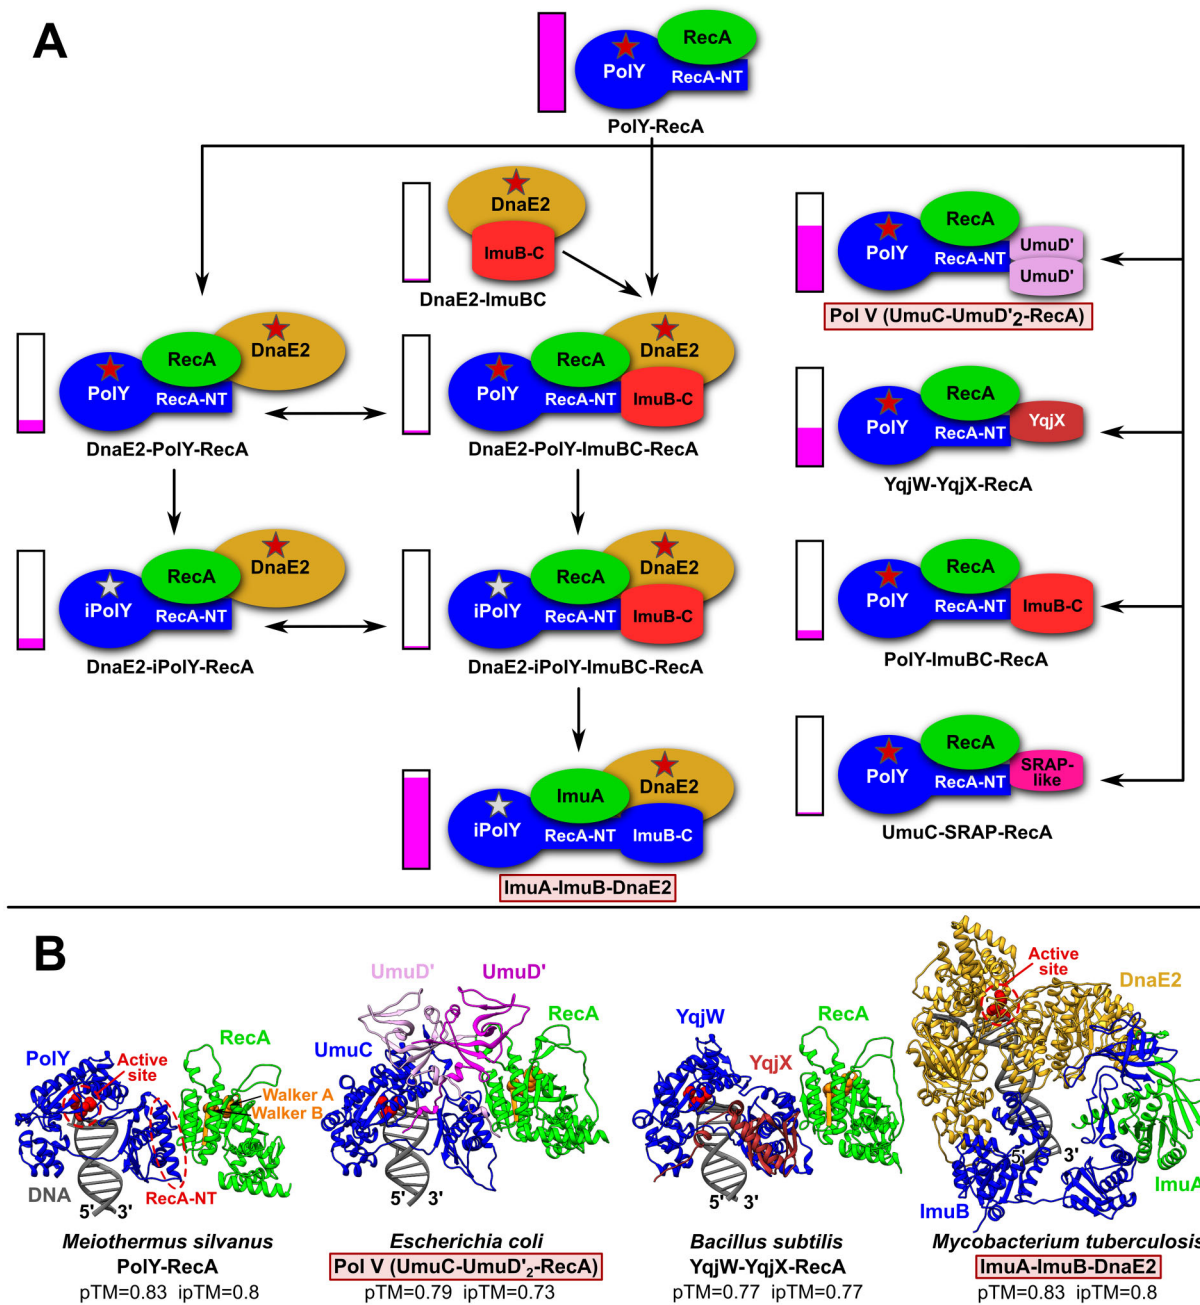 A
RecA
PolY
RecA-NT
PolY-RecA
DnaE2
ImuB-C
DnaE2-ImuBC
RecA
PolY
RecA-NT
UmuD'
UmuD'
Pol V (UmuC-UmuD'2-RecA)
DnaE2
RecA
PolY
RecA-NT
DnaE2-PolY-RecA
DnaE2
RecA
PolY
RecA-NT
ImuB-C
DnaE2-PolY-ImuBC-RecA
RecA
PolY
RecA-NT
YqjX
YqjW-YqjX-RecA
DnaE2
RecA
iPolY
RecA-NT
DnaE2-iPolY-RecA
DnaE2
RecA
iPolY
RecA-NT
ImuB-C
DnaE2-iPolY-ImuBC-RecA
RecA
PolY
RecA-NT
ImuB-C
PolY-ImuBC-RecA
DnaE2
ImuA
iPolY
RecA-NT
ImuB-C
ImuA-ImuB-DnaE2
RecA
PolY
RecA-NT
SRAP-
like
UmuC-SRAP-RecA
B
PolY
Active
site
RecA
Walker A
Walker B
DNA
RecA-NT
5' 3'
Meiothermus silvanus
PolY-RecA
pTM=0.83 ipTM=0.8
UmuD'
UmuD'
UmuC
RecA
5' 3'
Escherichia coli
Pol V (UmuC-UmuD'2-RecA)
pTM=0.79 ipTM=0.73
YqjW
YqjX
RecA
5' 3'
Bacillus subtilis
YqjW-YqjX-RecA
pTM=0.77 ipTM=0.77
Active
site
DnaE2
5' 3'
ImuB
ImuA
Mycobacterium tuberculosis
ImuA-ImuB-DnaE2
pTM=0.83 ipTM=0.8